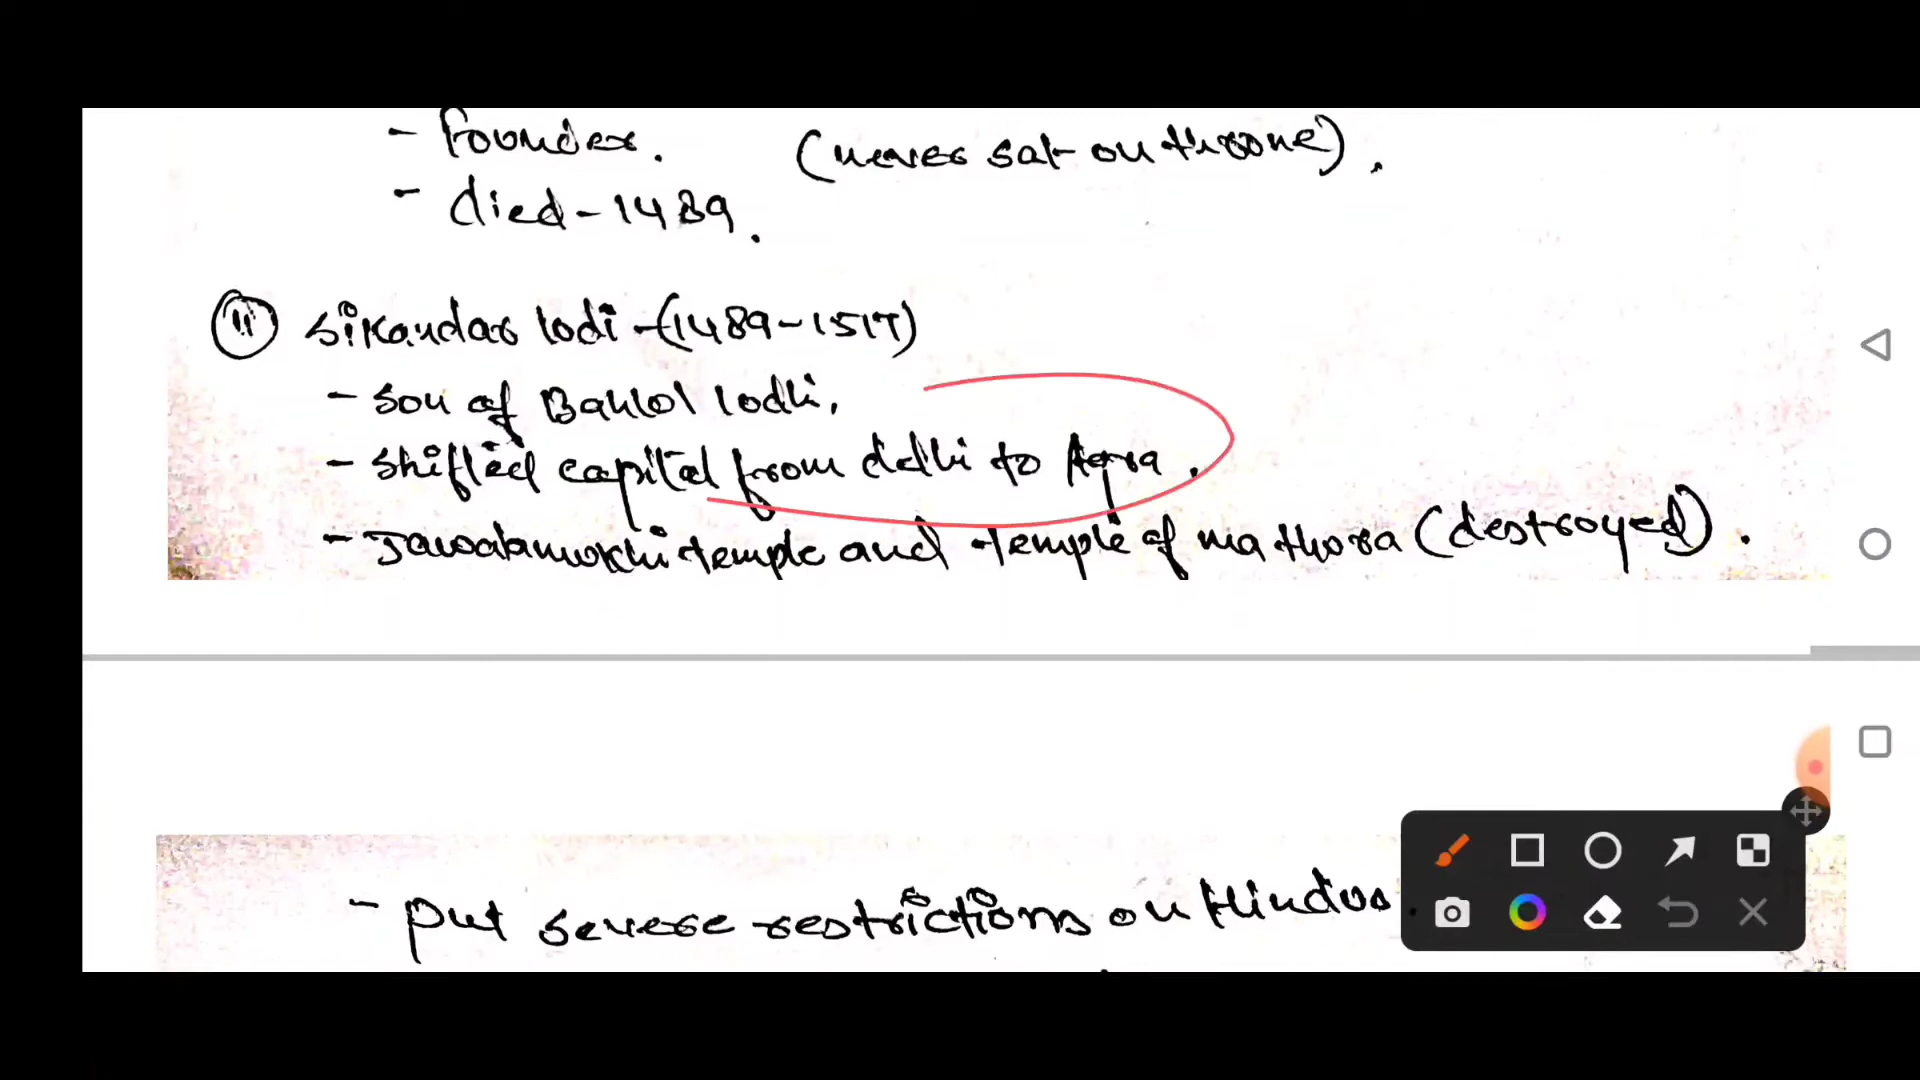 - Founder. (never sat on throne).
- died - 1489.
(ii) Sikandar lodi - (1489-1517)
- son of Bahlol lodhi.
- shifted capital from delhi to Agra.
- Jawalamukhi temple and temple of mathura (destroyed).
- put severe restrictions on Hindus.